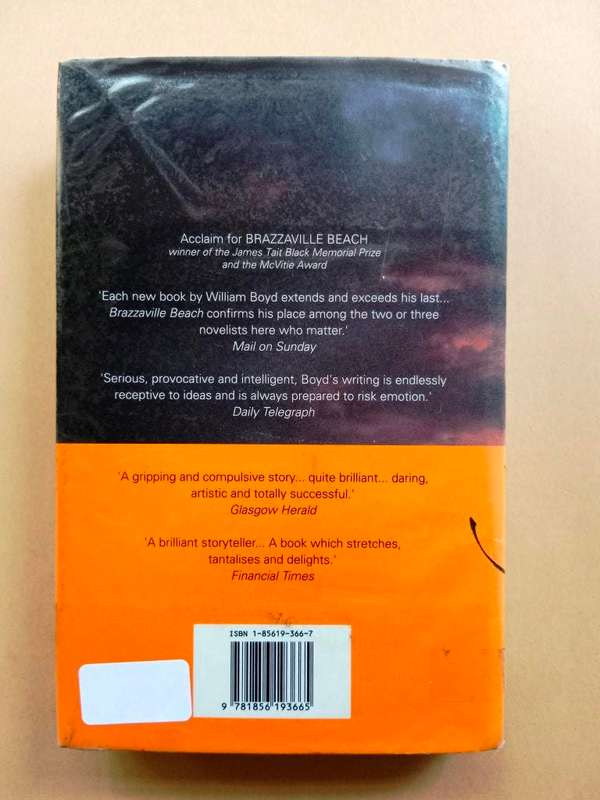 Acclaim for BRAZZAVILLE BEACH
winner of the James Tait Black Memorial Prize
and the McVitie Award
'Each new book by William Boyd extends and exceeds his last...
Brazzaville Beach confirms his place among the two or three
novelists here who matter.'
Mail on Sunday
'Serious, provocative and intelligent, Boyd's writing is endlessly
receptive to ideas and is always prepared to risk emotion.'
Daily Telegraph
'A gripping and compulsive story... quite brilliant... daring,
artistic and totally successful.'
Glasgow Herald
'A brilliant storyteller... A book which stretches,
tantalises and delights.'
Financial Times
ISBN 1-85619-366-7
9 781856 193665